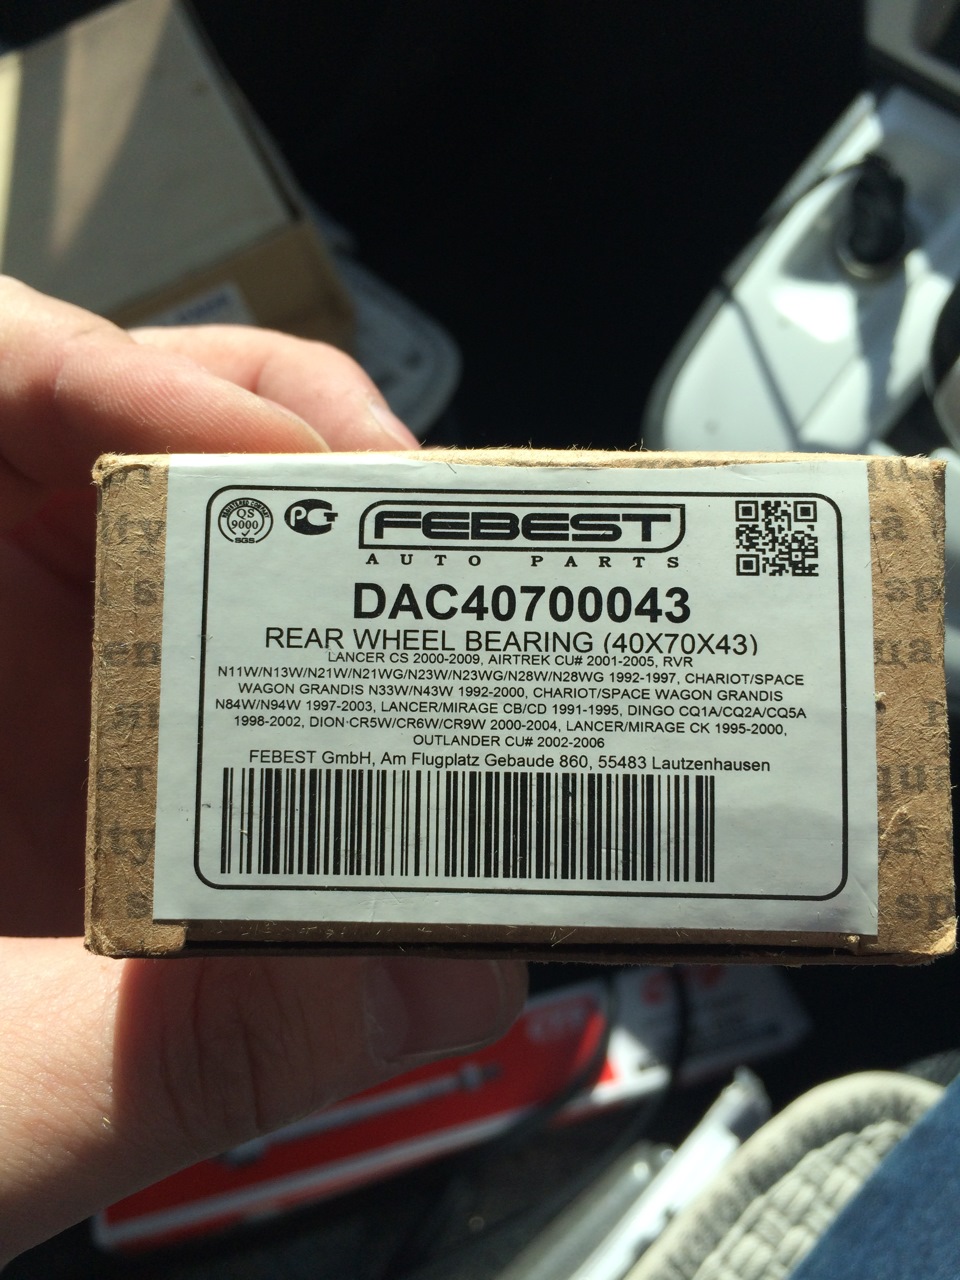 REGISTERED COMPANY
QS
9000
SGS
РСТ
FEBEST
AUTO PARTS
DAC40700043
REAR WHEEL BEARING (40X70X43)
LANCER CS 2000-2009, AIRTREK CU# 2001-2005, RVR
N11W/N13W/N21W/N21WG/N23W/N23WG/N28W/N28WG 1992-1997, CHARIOT/SPACE
WAGON GRANDIS N33W/N43W 1992-2000, CHARIOT/SPACE WAGON GRANDIS
N84W/N94W 1997-2003, LANCER/MIRAGE CB/CD 1991-1995, DINGO CQ1A/CQ2A/CQ5A
1998-2002, DION CR5W/CR6W/CR9W 2000-2004, LANCER/MIRAGE CK 1995-2000,
OUTLANDER CU# 2002-2006
FEBEST GmbH, Am Flugplatz Gebaude 860, 55483 Lautzenhausen